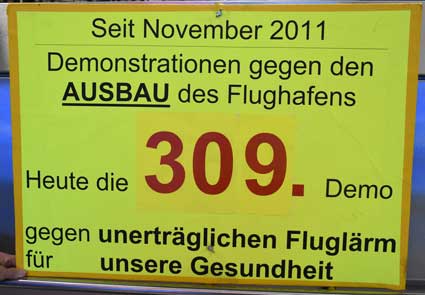 Seit November 2011
Demonstrationen gegen den
AUSBAU des Flughafens
Heute die 309. Demo
gegen unerträglichen Fluglärm
für unsere Gesundheit